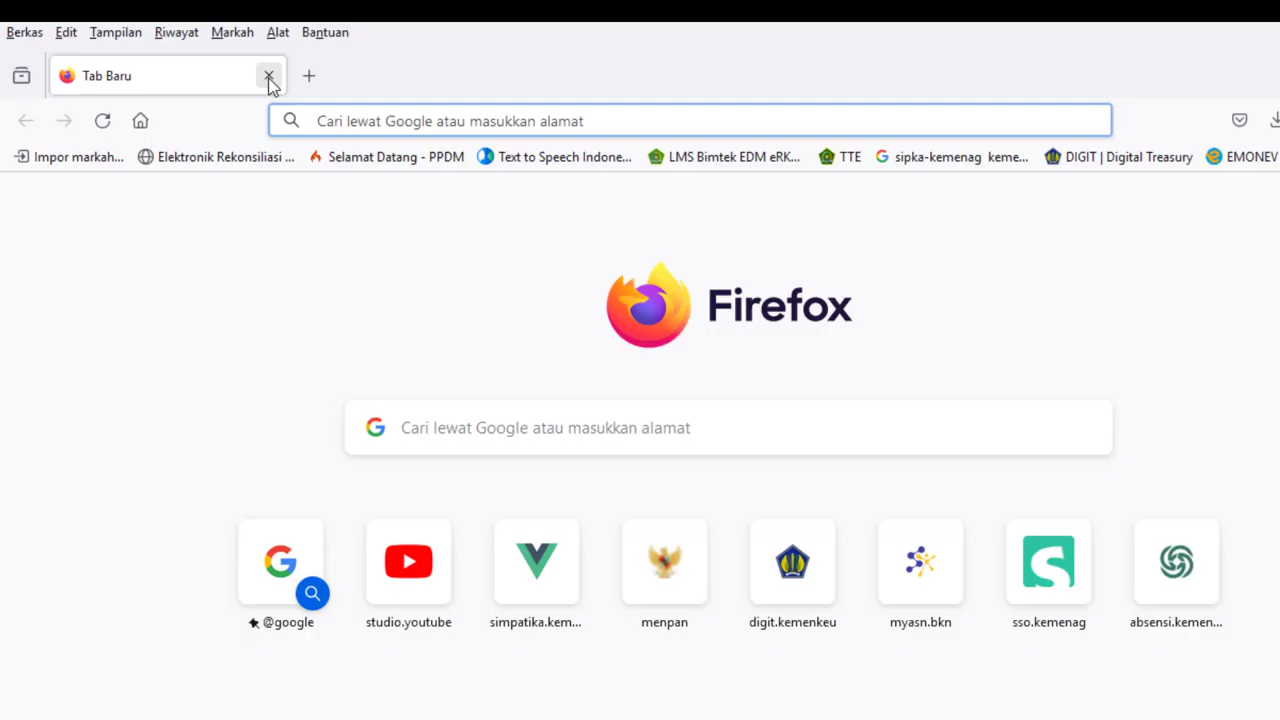 Berkas Edit Tampilan Riwayat Markah Alat Bantuan
Tab Baru
Cari lewat Google atau masukkan alamat
Impor markah... Elektronik Rekonsiliasi ... Selamat Datang - PPDM Text to Speech Indone... LMS Bimtek EDM eRK... TTE sipka-kemenag keme... DIGIT | Digital Treasury EMONEV
Firefox
Cari lewat Google atau masukkan alamat
@google studio.youtube simpatika.kem... menpan digit.kemenkeu myasn.bkn sso.kemenag absensi.kemen...